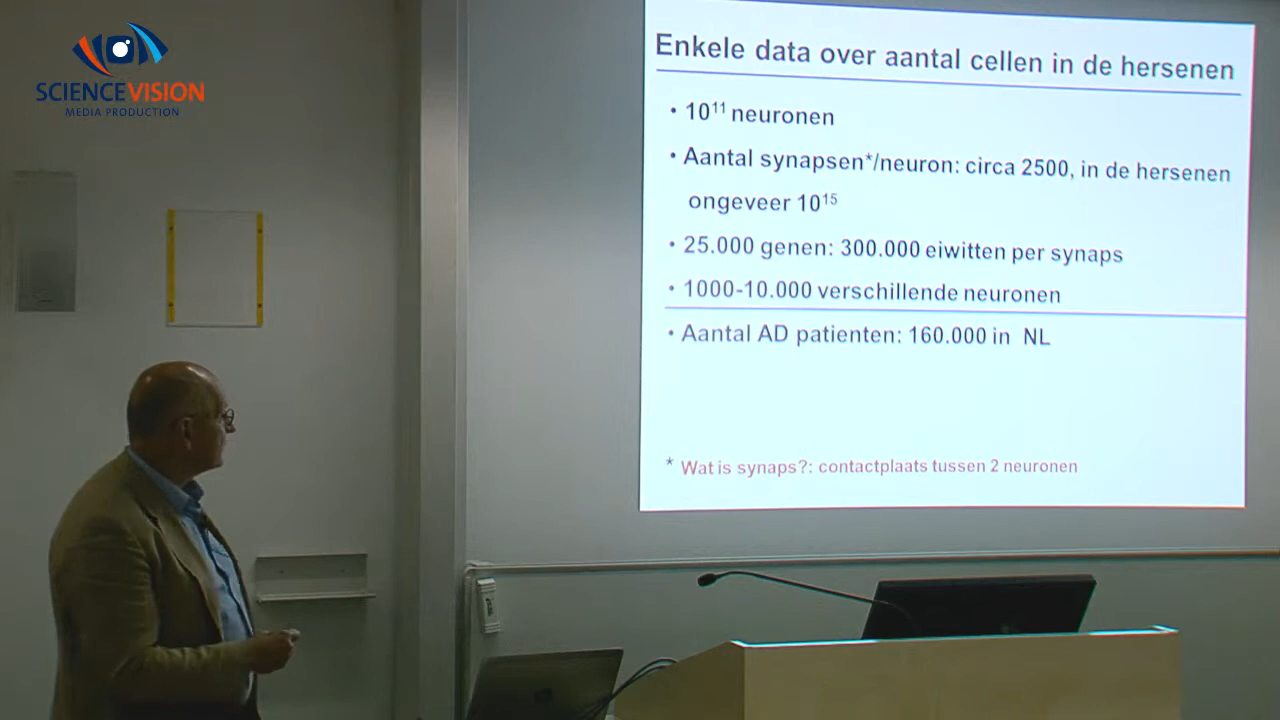 SCIENCEVISION
MEDIA PRODUCTION
Enkele data over aantal cellen in de hersenen
• 10¹¹ neuronen
• Aantal synapsen*/neuron: circa 2500, in de hersenen
ongeveer 10¹⁵
• 25.000 genen: 300.000 eiwitten per synaps
• 1000-10.000 verschillende neuronen
• Aantal AD patienten: 160.000 in NL
* Wat is synaps?: contactplaats tussen 2 neuronen